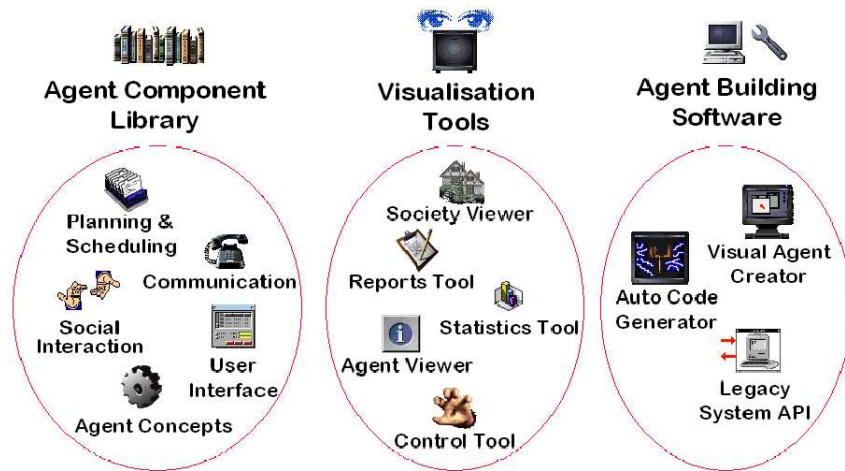 Agent Component
Library
Visualisation
Tools
Agent Building
Software
Planning &
Scheduling
Communication
Social
Interaction
User
Interface
Agent Concepts
Society Viewer
Reports Tool
Statistics Tool
Agent Viewer
Control Tool
Visual Agent
Creator
Auto Code
Generator
Legacy
System API